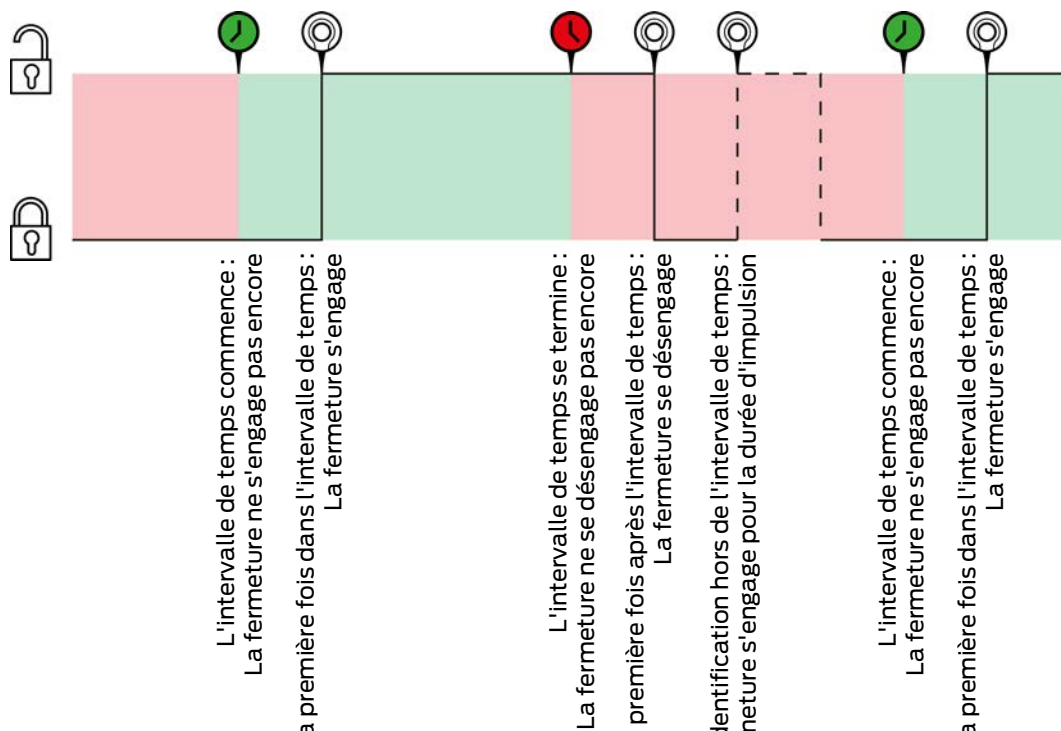 L'intervalle de temps commence :
La fermeture ne s'engage pas encore
première fois dans l'intervalle de temps :
La fermeture s'engage
L'intervalle de temps se termine :
La fermeture ne se désengage pas encore
première fois après l'intervalle de temps :
La fermeture se désengage
hors de l'intervalle de temps :
s'engage pour la durée d'impulsion
L'intervalle de temps commence :
La fermeture ne s'engage pas encore
première fois dans l'intervalle de temps :
La fermeture s'engage